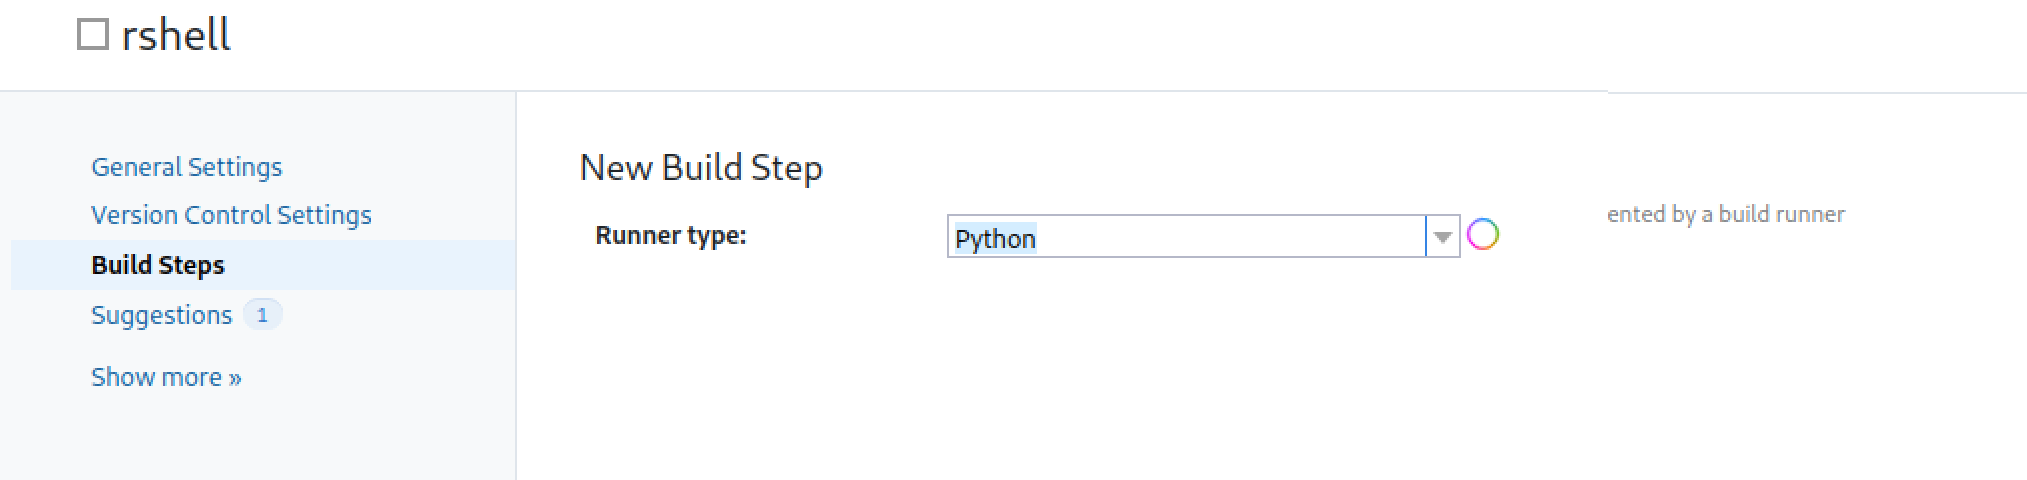 rshell
General Settings
Version Control Settings
Build Steps
Suggestions 1
Show more »
New Build Step
Runner type: Python
ented by a build runner